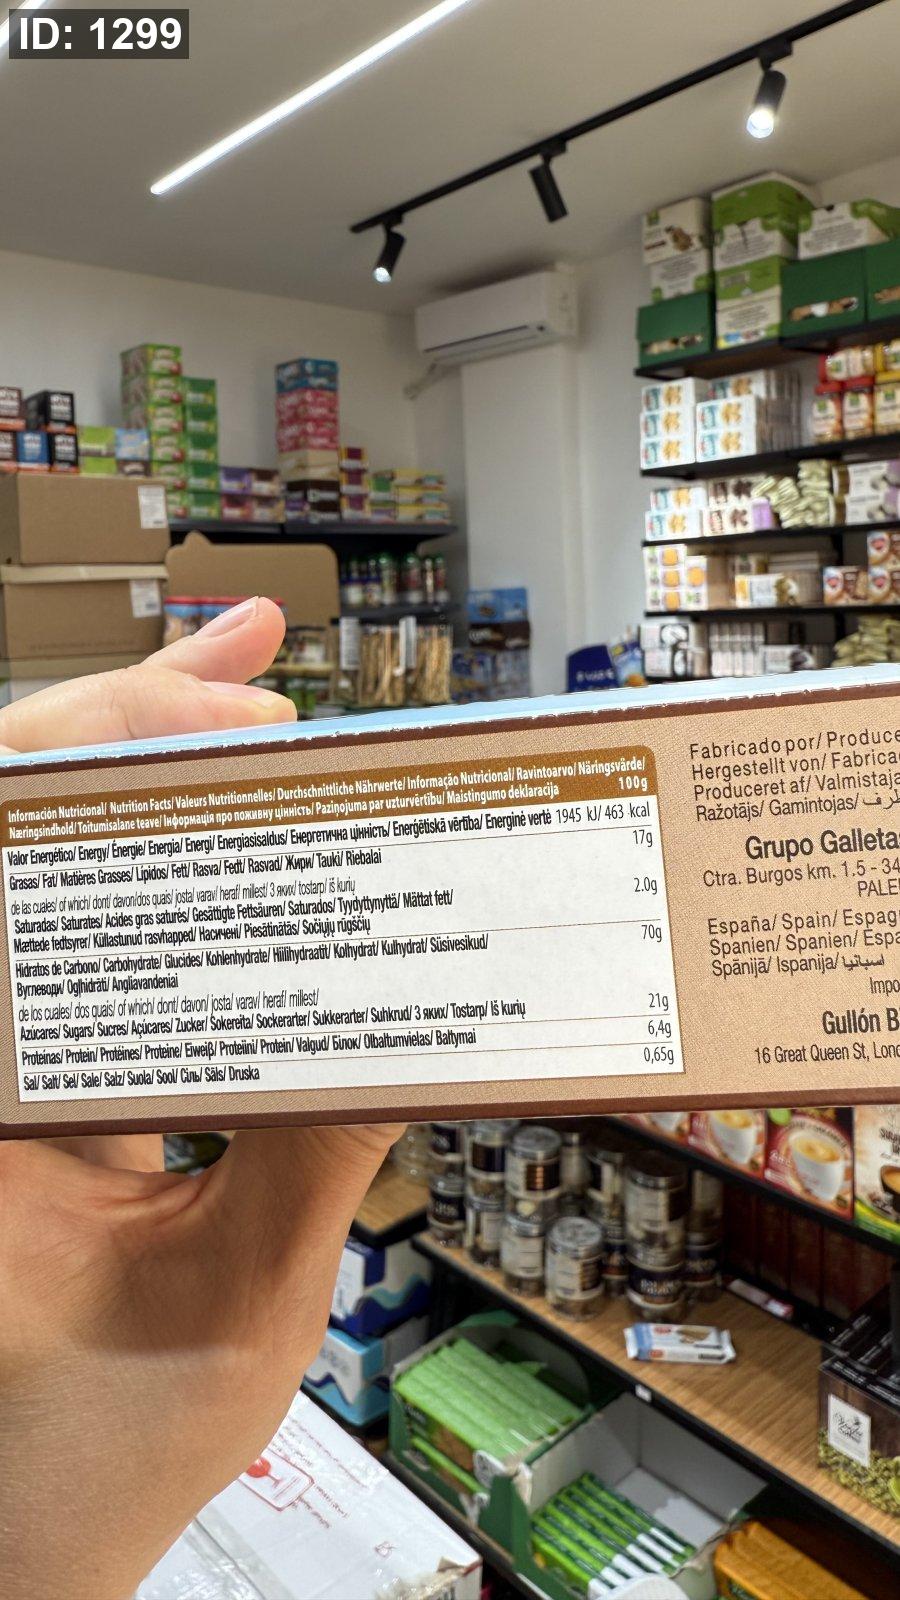 ID: 1299
Información Nutricional/ Nutrition Facts/ Valeurs Nutritionnelles/ Durchschnittliche Nährwerte/ Informação Nutricional/ Ravintoarvo/ Näringsvärde/
Næringsindhold/ Toitumisalane teave/ Інформація про поживну цінність/ Paziņojuma par uzturvērtību/ Maistingumo deklaracija 100g
Valor Energético/ Energy/ Énergie/ Energia/ Energi/ Energiasisaldus/ Енергетична цінність/ Enerģētiskā vērtība/ Energinė vertė 1945 kJ/ 463 kcal
Grasas/ Fat/ Matières Grasses/ Lípidos/ Fett/ Rasva/ Fedt/ Rasvad/ Жири/ Tauki/ Riebalai 17g
de las cuales/ of which/ dont/ davon/dos quais/ josta/ varav/ heraf/ millest/ 3 яких/ tostarp/ iš kurių
Saturadas/ Saturates/ Acides gras saturés/ Gesättigte Fettsäuren/ Saturados/ Tyydyttynyttä/ Mättat fett/ 2.0g
Mættede fedtsyrer/ Küllastunud rasvhapped/ Насичені/ Piesātinātās/ Sočiųjų rūgščių
Hidratos de Carbono/ Carbohydrate/ Glucides/ Kohlenhydrate/ Hiilihydraatit/ Kolhydrat/ Kulhydrat/ Süsivesikud/ 70g
Вуглеводи/ Ogļhidrāti/ Angliavandeniai
de los cuales/ dos quais/ of which/ dont/ davon/ josta/ varav/ heraf/ millest/
Azúcares/ Sugars/ Sucres/ Açúcares/ Zucker/ Sokereita/ Sockerarter/ Sukkerarter/ Suhkrud/ 3 яких/ Tostarp/ Iš kurių 21g
Proteínas/ Protein/ Protéines/ Proteine/ Eiweiß/ Proteiini/ Protein/ Valgud/ Білок/ Olbaltumvielas/ Baltymai 6,4g
Sal/ Salt/ Sel/ Sale/ Salz/ Suola/ Sool/ Сіль/ Sāls/ Druska 0,65g
Fabricado por/ Produce
Hergestellt von/ Fabrica
Produceret af/ Valmistaja
Ražotājs/ Gamintojas/
Grupo Galleta
Ctra. Burgos km. 1.5 - 34
PALE
España/ Spain/ Espag
Spanien/ Spanien/ Espa
Spānijā/ Ispanija/ اسبانيا
Impo
Gullón B
16 Great Queen St, Lond